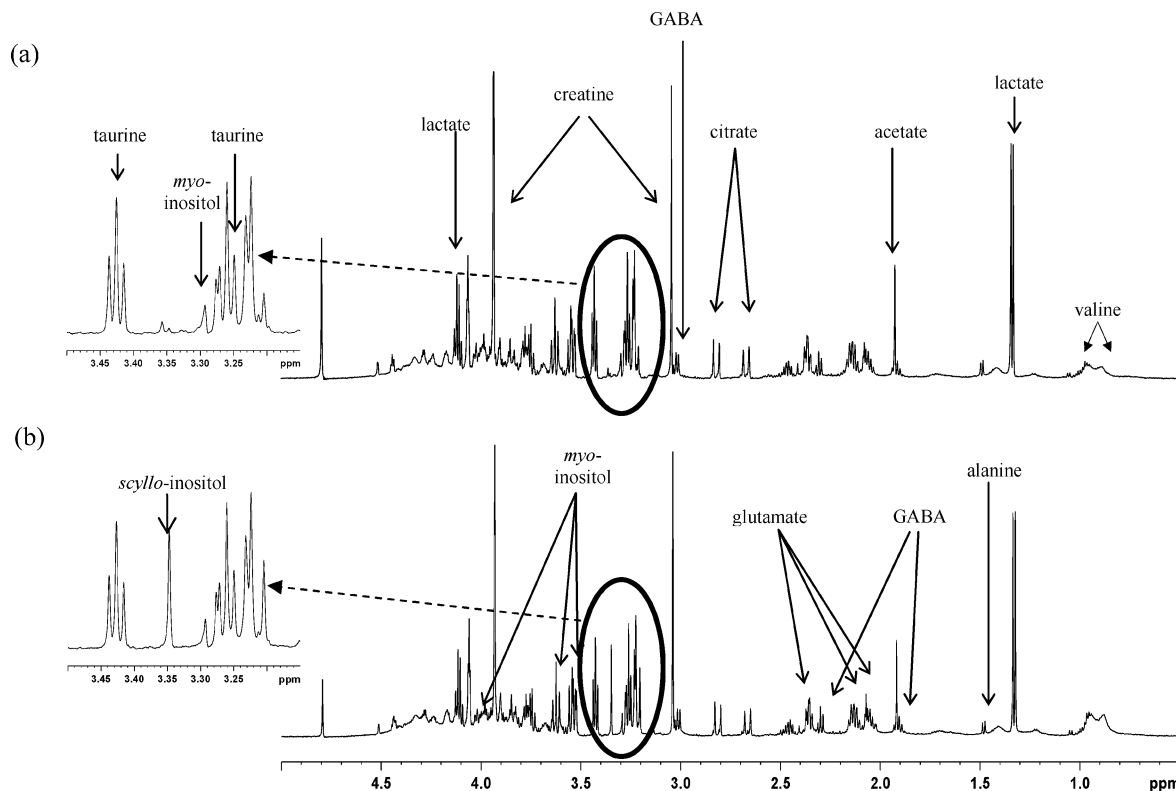 (a)
GABA
creatine
lactate
citrate
acetate
lactate
valine
taurine
taurine
myo-
inositol
3.45 3.40 3.35 3.30 3.25 ppm
(b)
scyllo-inositol
myo-
inositol
glutamate
GABA
alanine
3.45 3.40 3.35 3.30 3.25 ppm
4.5 4.0 3.5 3.0 2.5 2.0 1.5 1.0 ppm